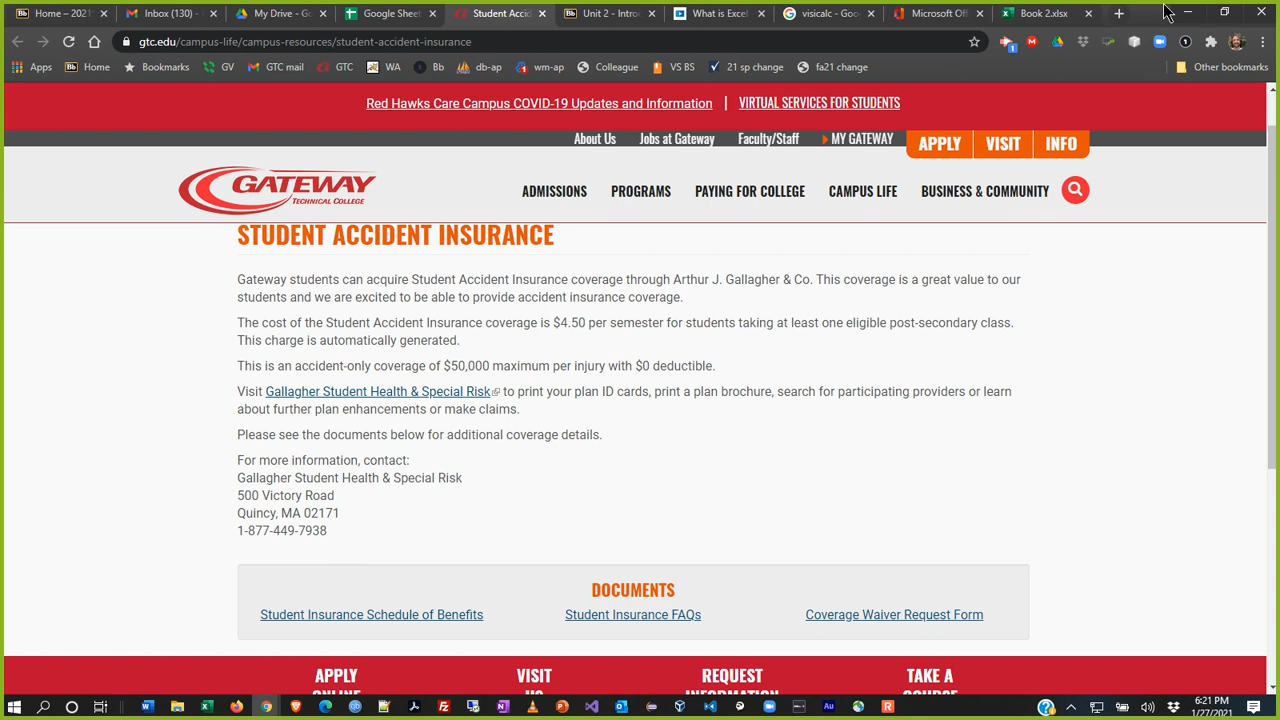 Home – 2021
Inbox (130) –
My Drive - G
Google Sheet
Student Accid
Unit 2 - Intro
What is Excel
visicalc - Goo
Microsoft Offi
Book 2.xlsx
gtc.edu/campus-life/campus-resources/student-accident-insurance
Apps
Home
Bookmarks
GV
GTC mail
GTC
WA
Bb
db-ap
wm-ap
Colleague
VS BS
21 sp change
fa21 change
Other bookmarks
Red Hawks Care Campus COVID-19 Updates and Information | VIRTUAL SERVICES FOR STUDENTS
About Us Jobs at Gateway Faculty/Staff MY GATEWAY APPLY VISIT INFO
GATEWAY
TECHNICAL COLLEGE
ADMISSIONS PROGRAMS PAYING FOR COLLEGE CAMPUS LIFE BUSINESS & COMMUNITY
STUDENT ACCIDENT INSURANCE
Gateway students can acquire Student Accident Insurance coverage through Arthur J. Gallagher & Co. This coverage is a great value to our
students and we are excited to be able to provide accident insurance coverage.
The cost of the Student Accident Insurance coverage is $4.50 per semester for students taking at least one eligible post-secondary class.
This charge is automatically generated.
This is an accident-only coverage of $50,000 maximum per injury with $0 deductible.
Visit Gallagher Student Health & Special Risk to print your plan ID cards, print a plan brochure, search for participating providers or learn
about further plan enhancements or make claims.
Please see the documents below for additional coverage details.
For more information, contact:
Gallagher Student Health & Special Risk
500 Victory Road
Quincy, MA 02171
1-877-449-7938
DOCUMENTS
Student Insurance Schedule of Benefits
Student Insurance FAQs
Coverage Waiver Request Form
APPLY
ONLINE
VISIT
US
REQUEST
INFORMATION
TAKE A
COURSE
6:21 PM
1/27/2021